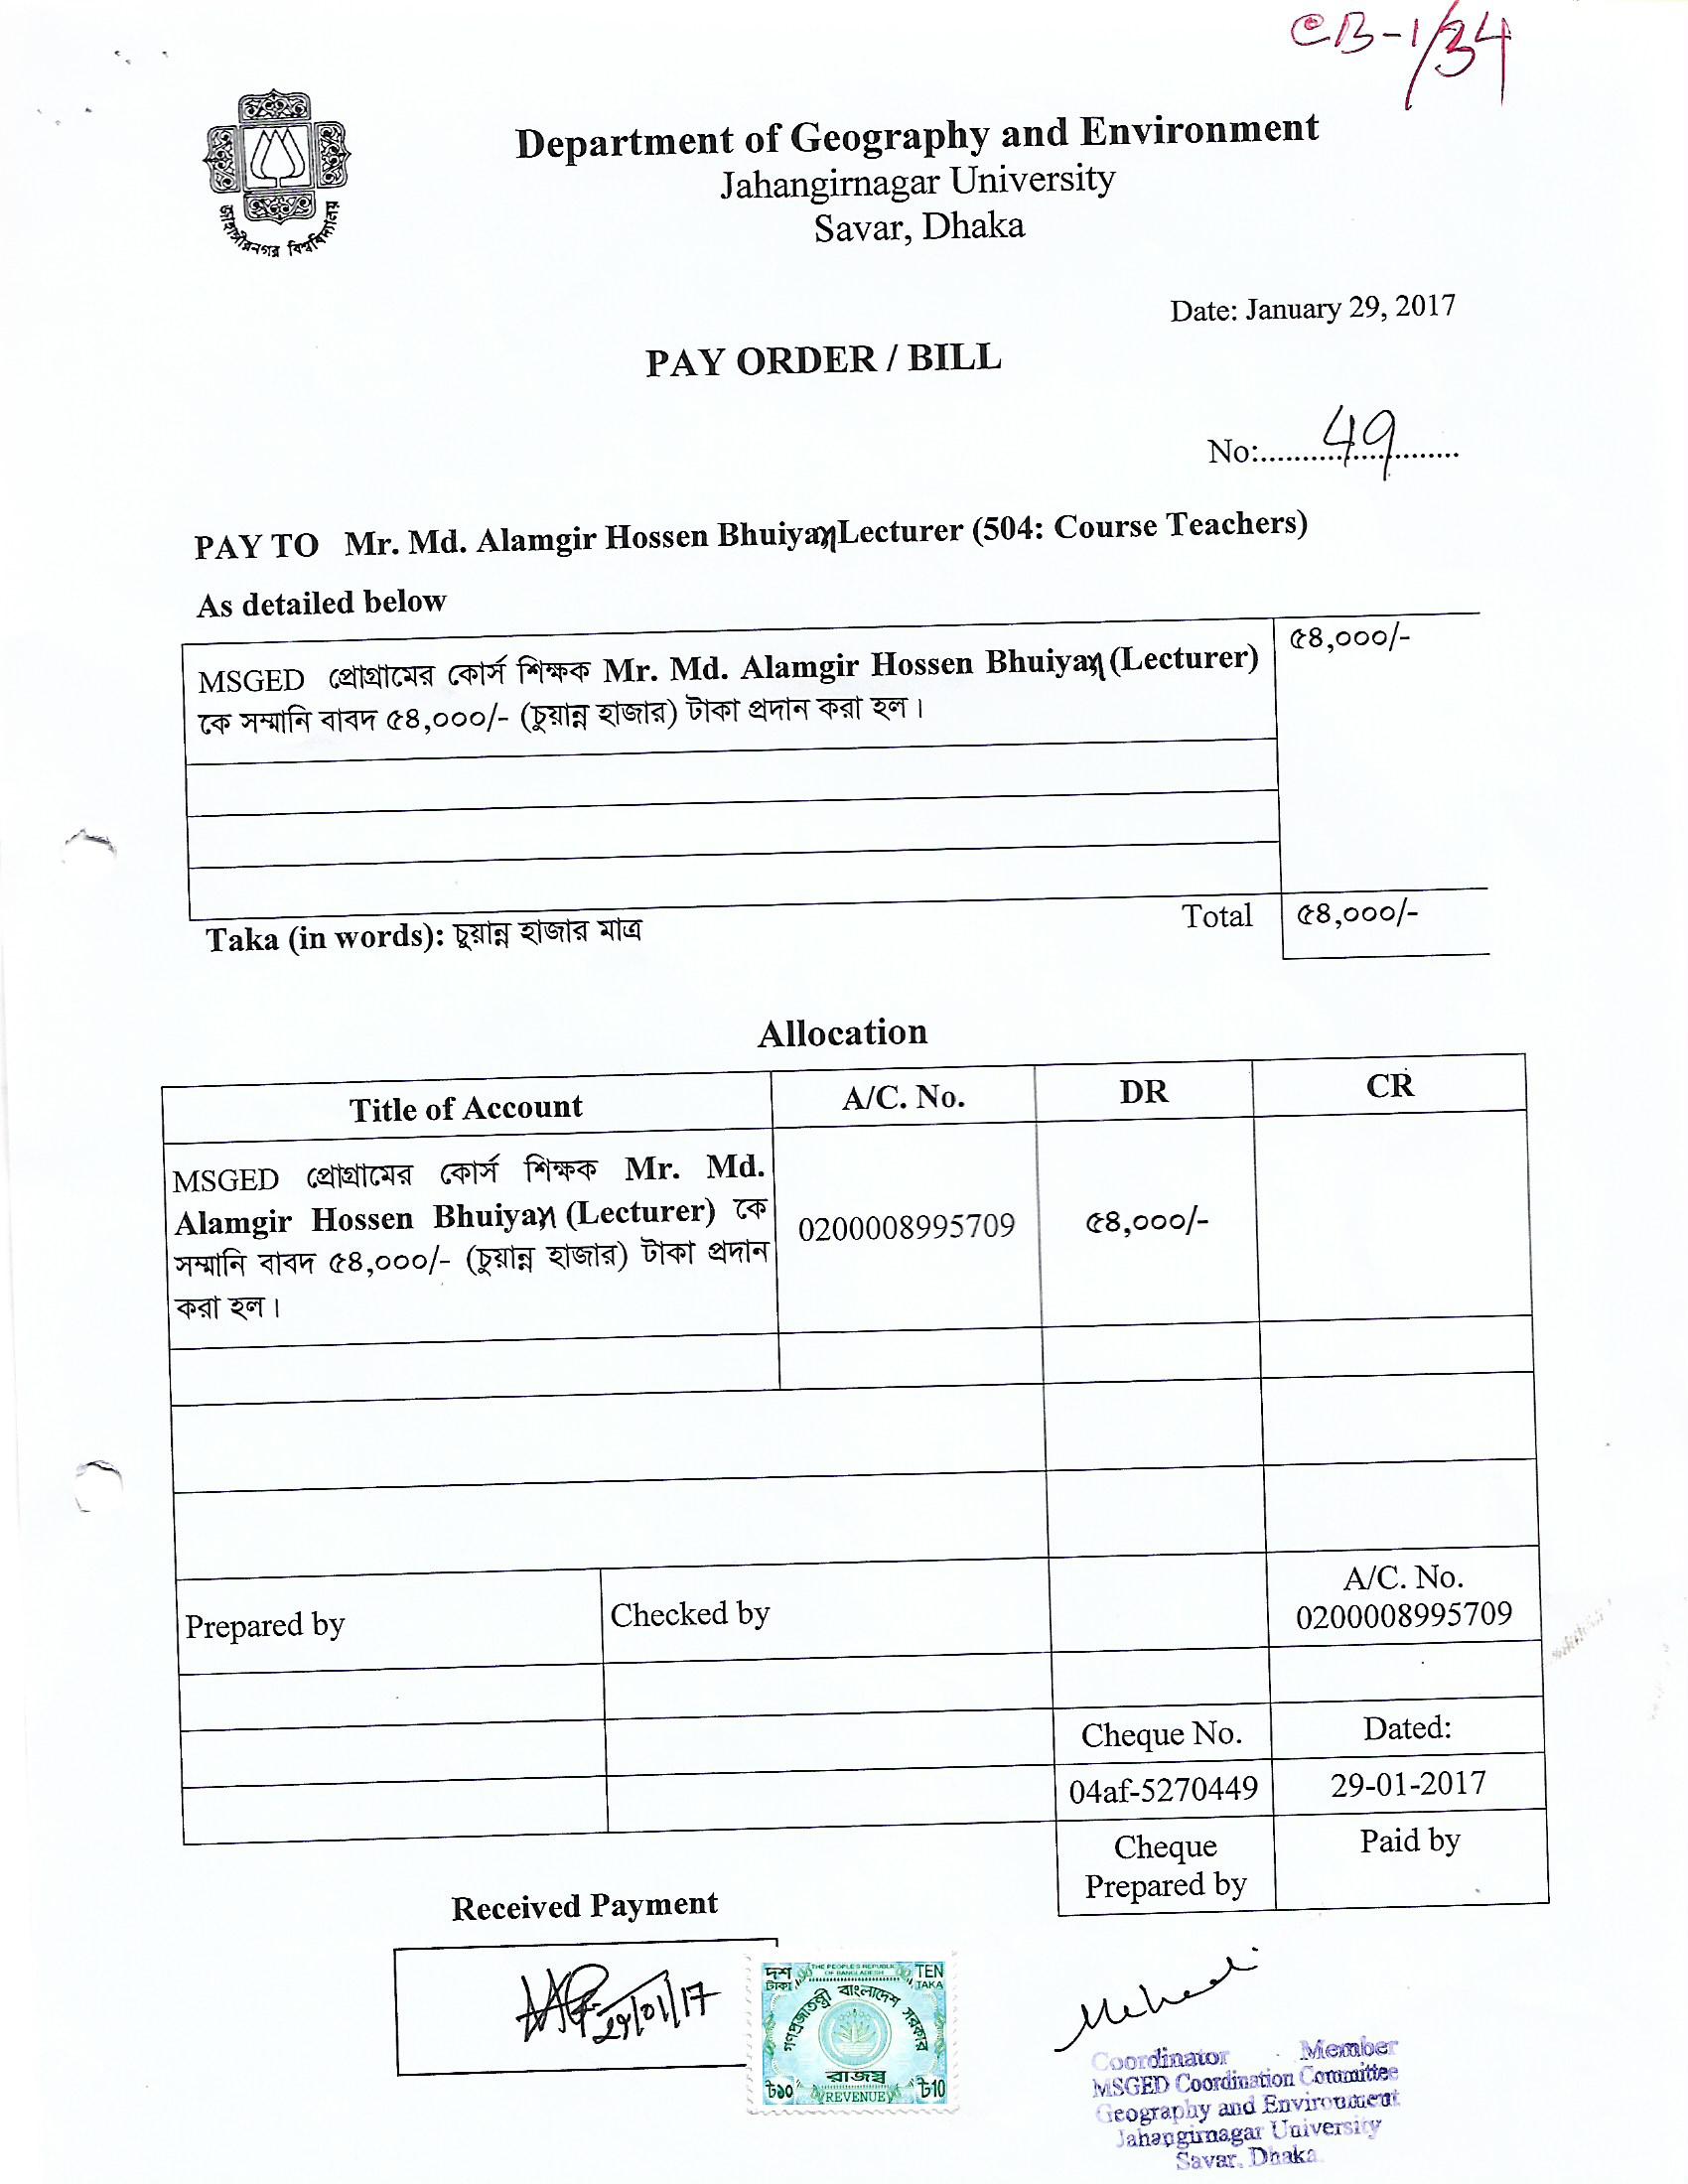 CB-1/34
জাহাঙ্গীরনগর বিশ্ববিদ্যালয়
Department of Geography and Environment
Jahangirnagar University
Savar, Dhaka
Date: January 29, 2017
PAY ORDER / BILL
No:.......49.......
PAY TO Mr. Md. Alamgir Hossen Bhuiyan Lecturer (504: Course Teachers)
As detailed below
MSGED প্রোগ্রামের কোর্স শিক্ষক Mr. Md. Alamgir Hossen Bhuiyan (Lecturer) ৫৪,০০০/-
কে সম্মানি বাবদ ৫৪,০০০/- (চুয়ান্ন হাজার) টাকা প্রদান করা হল।
Taka (in words): চুয়ান্ন হাজার মাত্র Total ৫৪,০০০/-
Allocation
Title of Account A/C. No. DR CR
MSGED প্রোগ্রামের কোর্স শিক্ষক Mr. Md.
Alamgir Hossen Bhuiyan (Lecturer) কে 0200008995709 ৫৪,০০০/-
সম্মানি বাবদ ৫৪,০০০/- (চুয়ান্ন হাজার) টাকা প্রদান
করা হল।
A/C. No.
Prepared by Checked by 0200008995709
Cheque No. Dated:
04af-5270449 29-01-2017
Cheque Paid by
Prepared by
Received Payment
29/01/17
দশ টাকা THE PEOPLE'S REPUBLIC OF BANGLADESH TEN TAKA
গণপ্রজাতন্ত্রী বাংলাদেশ সরকার
রাজস্ব
৳১০ REVENUE ৳10
Coordinator Member
MSGED Coordination Committee
Geography and Environment
Jahangirnagar University
Savar, Dhaka